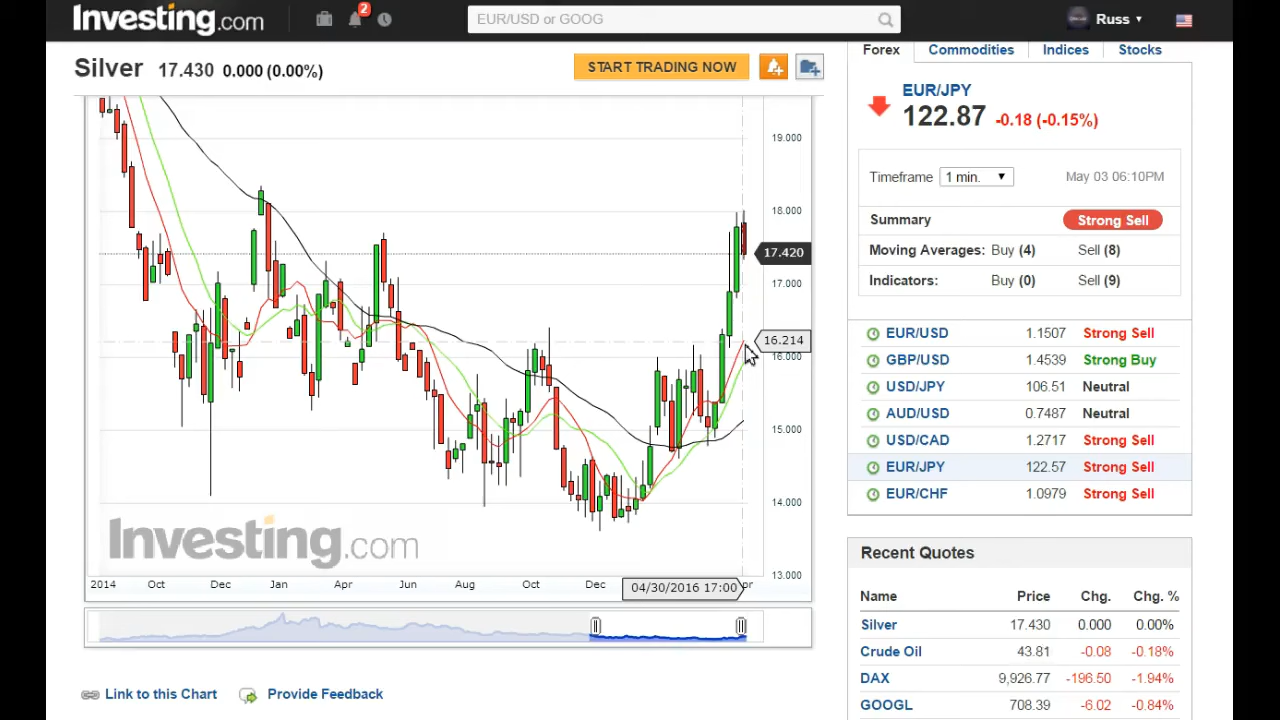 Investing.com
2
EUR/USD or GOOG
Russ ▼
Silver 17.430 0.000 (0.00%)
START TRADING NOW
19.000
18.000
17.420
17.000
16.214
16.000
15.000
14.000
13.000
Investing.com
2014 Oct Dec Jan Apr Jun Aug Oct Dec 04/30/2016 17:00 pr
Link to this Chart Provide Feedback
Forex Commodities Indices Stocks
EUR/JPY
122.87 -0.18 (-0.15%)
Timeframe 1 min. ▼ May 03 06:10PM
Summary Strong Sell
Moving Averages: Buy (4) Sell (8)
Indicators: Buy (0) Sell (9)
EUR/USD 1.1507 Strong Sell
GBP/USD 1.4539 Strong Buy
USD/JPY 106.51 Neutral
AUD/USD 0.7487 Neutral
USD/CAD 1.2717 Strong Sell
EUR/JPY 122.57 Strong Sell
EUR/CHF 1.0979 Strong Sell
Recent Quotes
Name Price Chg. Chg. %
Silver 17.430 0.000 0.00%
Crude Oil 43.81 -0.08 -0.18%
DAX 9,926.77 -196.50 -1.94%
GOOGL 708.39 -6.02 -0.84%